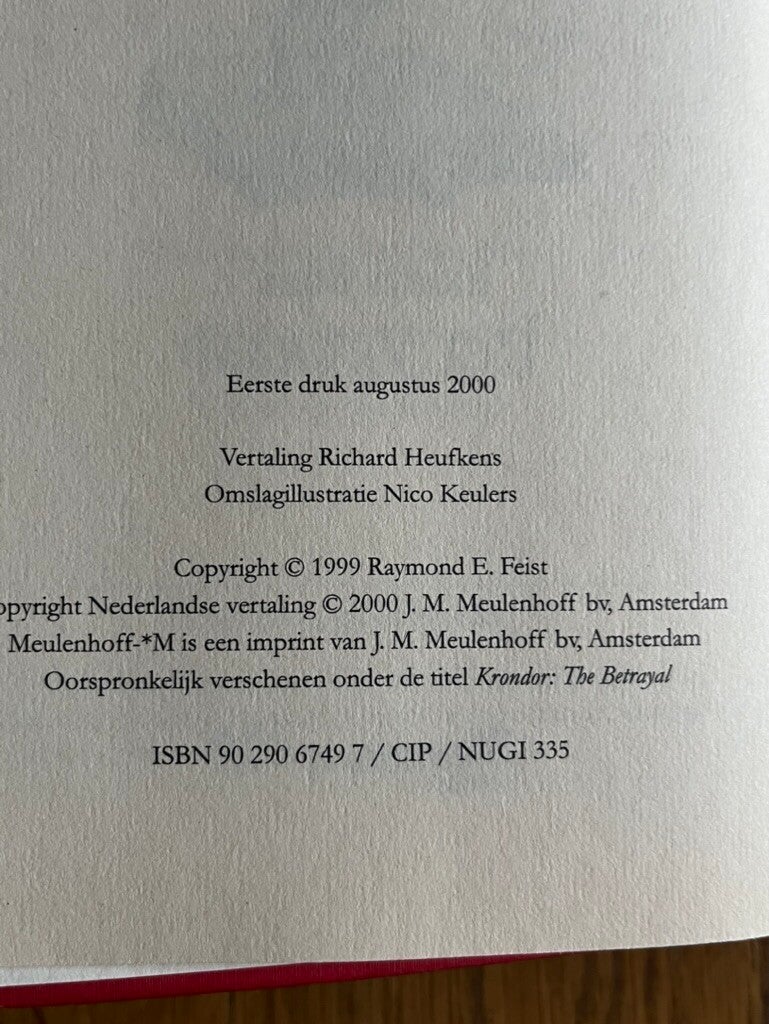 Eerste druk augustus 2000
Vertaling Richard Heufkens
Omslagillustratie Nico Keulers
Copyright © 1999 Raymond E. Feist
opyright Nederlandse vertaling © 2000 J. M. Meulenhoff bv, Amsterdam
Meulenhoff-*M is een imprint van J. M. Meulenhoff bv, Amsterdam
Oorspronkelijk verschenen onder de titel Krondor: The Betrayal
ISBN 90 290 6749 7 / CIP / NUGI 335